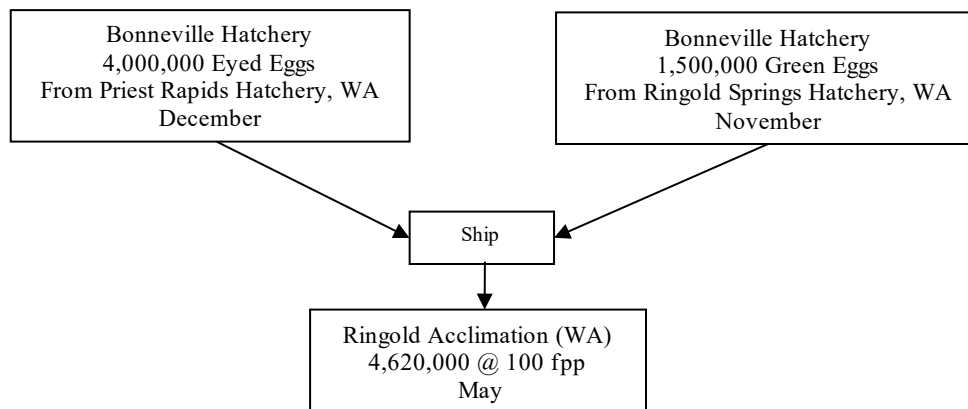 Bonneville Hatchery
4,000,000 Eyed Eggs
From Priest Rapids Hatchery, WA
December
Bonneville Hatchery
1,500,000 Green Eggs
From Ringold Springs Hatchery, WA
November
Ship
Ringold Acclimation (WA)
4,620,000 @ 100 fpp
May